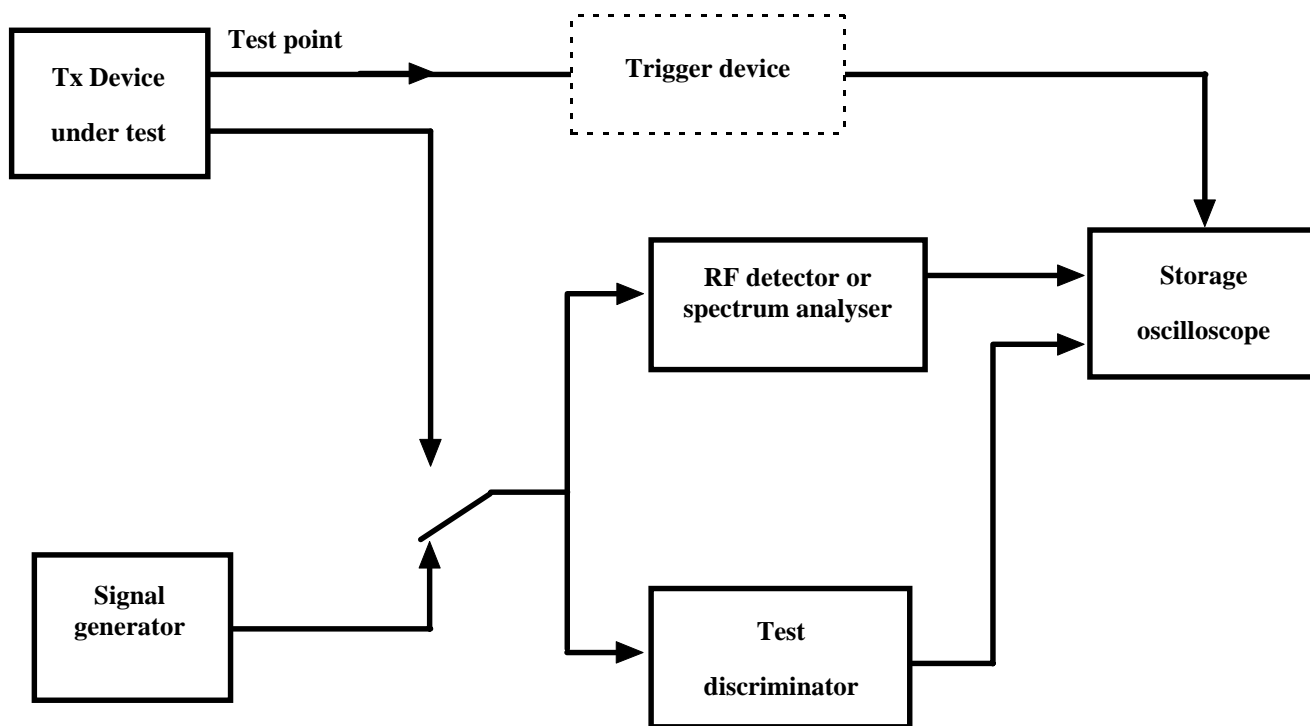 Test point
Tx Device
under test
Trigger device
RF detector or
spectrum analyser
Storage
oscilloscope
Signal
generator
Test
discriminator